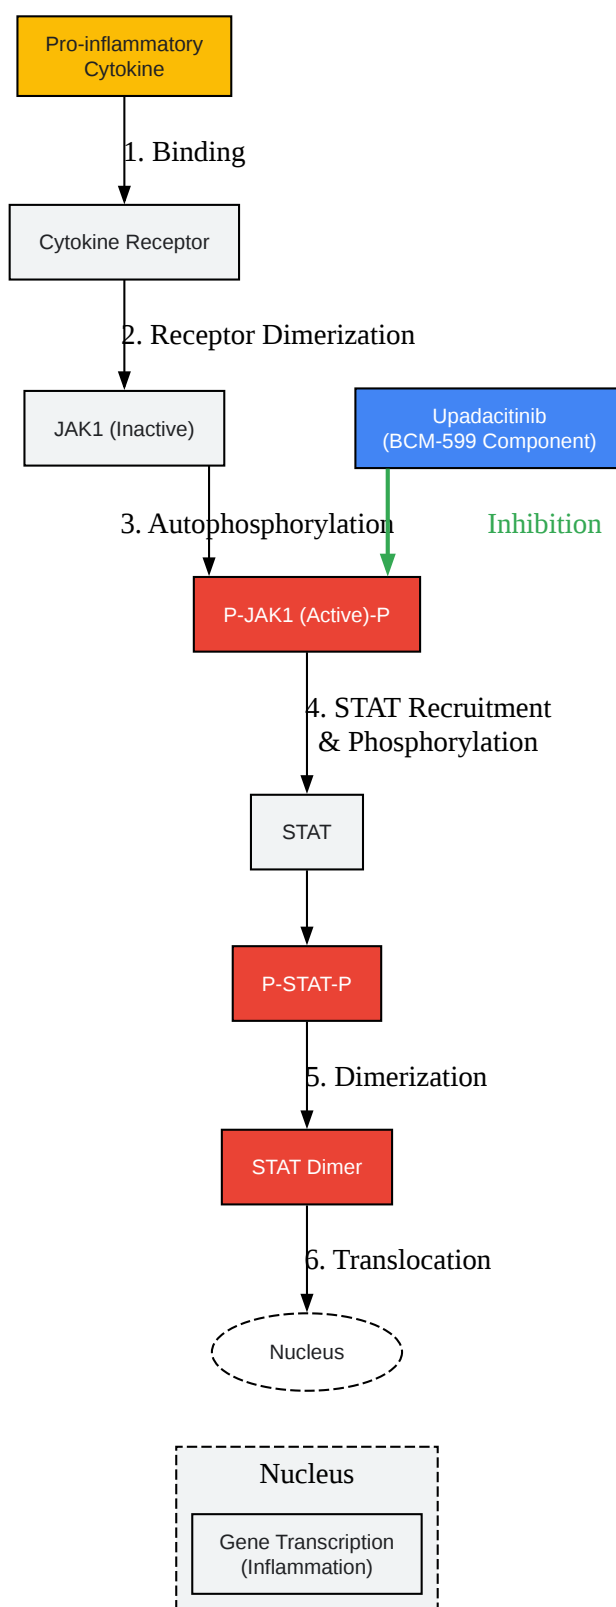 Pro-inflammatory
Cytokine
1. Binding
Cytokine Receptor
2. Receptor Dimerization
JAK1 (Inactive)
Upadacitinib
(BCM-599 Component)
3. Autophosphorylation
Inhibition
P-JAK1 (Active)-P
4. STAT Recruitment
& Phosphorylation
STAT
P-STAT-P
5. Dimerization
STAT Dimer
6. Translocation
Nucleus
Nucleus
Gene Transcription
(Inflammation)